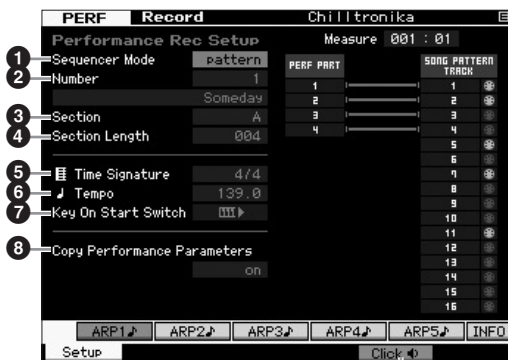 PERF Record Chilltronika E
Performance Rec Setup Measure 001 : 01
1 Sequencer Mode pattern
2 Number 1
Someday
3 Section A
4 Section Length 004
5 Time Signature 4/4
6 Tempo 139.0
7 Key On Start Switch
8 Copy Performance Parameters
on
PERF PART
1
2
3
4
SONG PATTERN
TRACK
1
2
3
4
5
6
7
8
9
10
11
12
13
14
15
16
ARP1 ARP2 ARP3 ARP4 ARP5 INFO
Setup Click